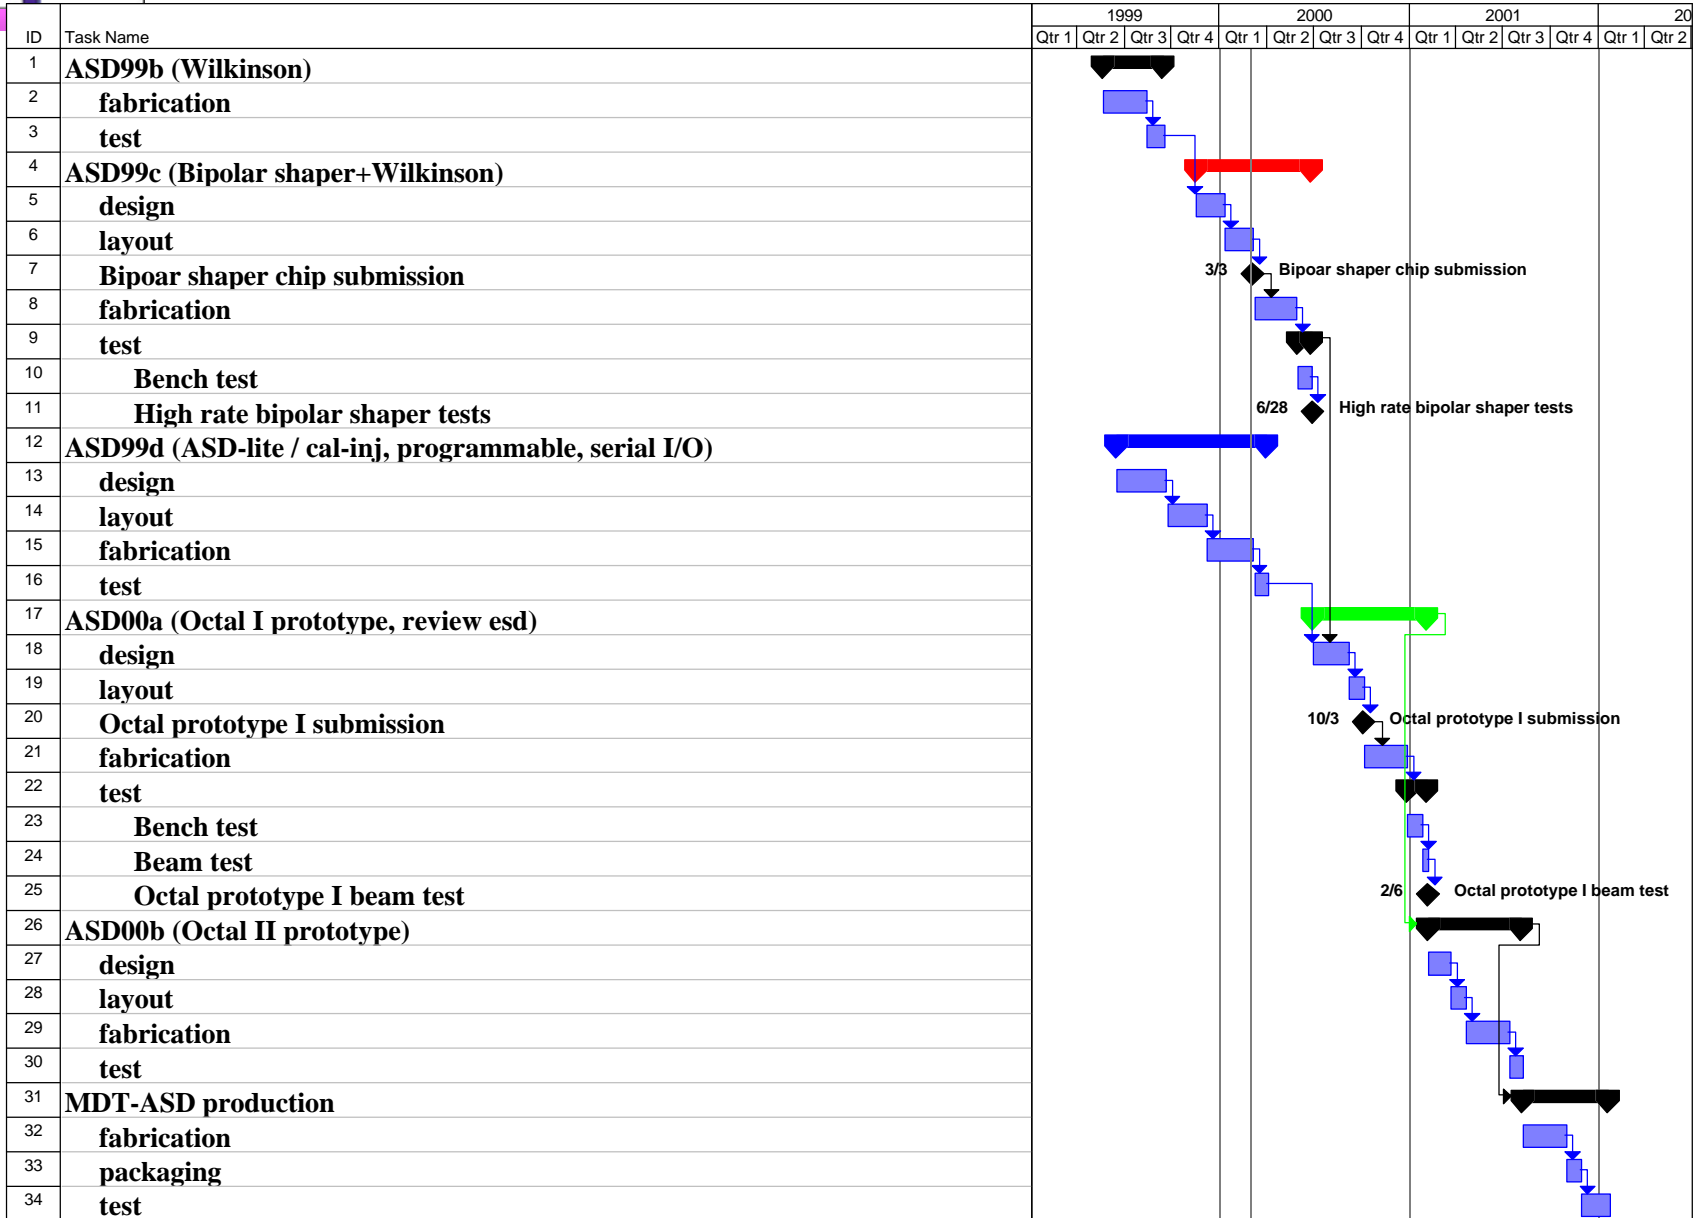 1999 2000 2001 20
ID Task Name Qtr 1 Qtr 2 Qtr 3 Qtr 4 Qtr 1 Qtr 2 Qtr 3 Qtr 4 Qtr 1 Qtr 2 Qtr 3 Qtr 4 Qtr 1 Qtr 2
1 ASD99b (Wilkinson)
2 fabrication
3 test
4 ASD99c (Bipolar shaper+Wilkinson)
5 design
6 layout
7 Bipoar shaper chip submission 3/3 Bipoar shaper chip submission
8 fabrication
9 test
10 Bench test
11 High rate bipolar shaper tests 6/28 High rate bipolar shaper tests
12 ASD99d (ASD-lite / cal-inj, programmable, serial I/O)
13 design
14 layout
15 fabrication
16 test
17 ASD00a (Octal I prototype, review esd)
18 design
19 layout
20 Octal prototype I submission 10/3 Octal prototype I submission
21 fabrication
22 test
23 Bench test
24 Beam test
25 Octal prototype I beam test 2/6 Octal prototype I beam test
26 ASD00b (Octal II prototype)
27 design
28 layout
29 fabrication
30 test
31 MDT-ASD production
32 fabrication
33 packaging
34 test